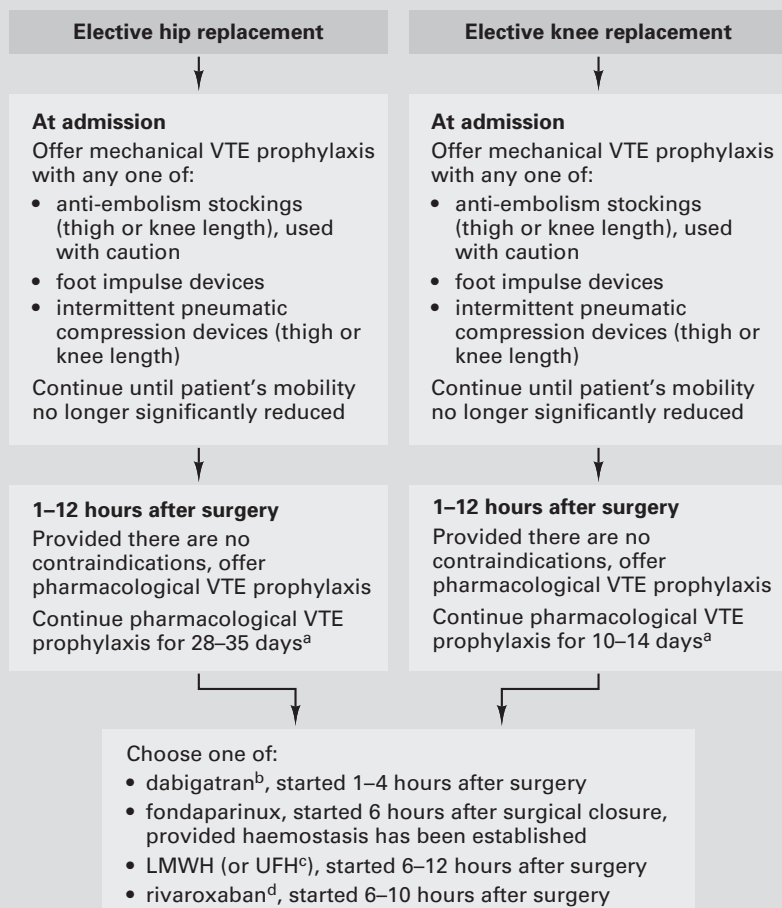 Elective hip replacement
At admission
Offer mechanical VTE prophylaxis
with any one of:
• anti-embolism stockings
(thigh or knee length), used
with caution
• foot impulse devices
• intermittent pneumatic
compression devices (thigh or
knee length)
Continue until patient’s mobility
no longer significantly reduced
1–12 hours after surgery
Provided there are no
contraindications, offer
pharmacological VTE prophylaxis
Continue pharmacological VTE
prophylaxis for 28–35 daysᵃ
Elective knee replacement
At admission
Offer mechanical VTE prophylaxis
with any one of:
• anti-embolism stockings
(thigh or knee length), used
with caution
• foot impulse devices
• intermittent pneumatic
compression devices (thigh or
knee length)
Continue until patient’s mobility
no longer significantly reduced
1–12 hours after surgery
Provided there are no
contraindications, offer
pharmacological VTE prophylaxis
Continue pharmacological VTE
prophylaxis for 10–14 daysᵃ
Choose one of:
• dabigatranᵇ, started 1–4 hours after surgery
• fondaparinux, started 6 hours after surgical closure,
provided haemostasis has been established
• LMWH (or UFHᶜ), started 6–12 hours after surgery
• rivaroxabanᵈ, started 6–10 hours after surgery